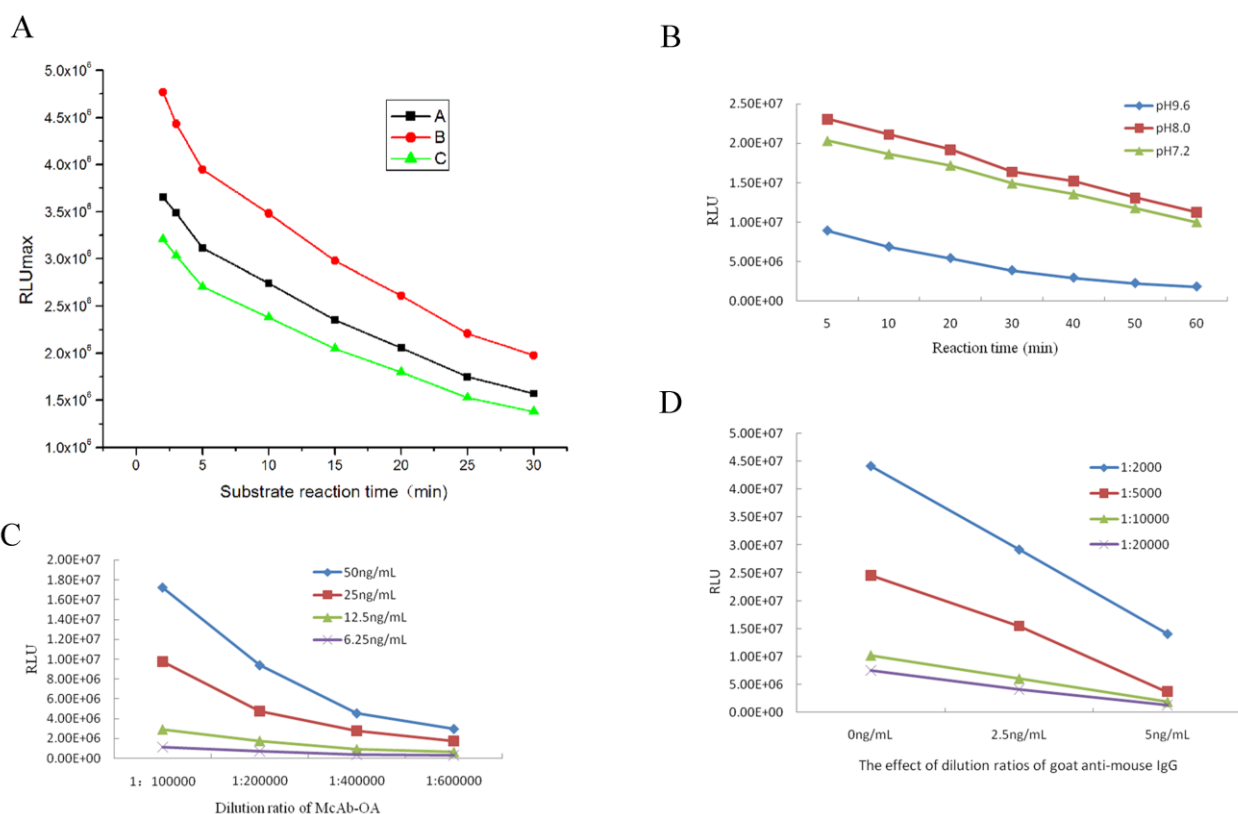 A
5.0x10⁶
4.5x10⁶
4.0x10⁶
3.5x10⁶
3.0x10⁶
2.5x10⁶
2.0x10⁶
1.5x10⁶
1.0x10⁶
RLUmax
A
B
C
0 5 10 15 20 25 30
Substrate reaction time（min）
B
2.50E+07
2.00E+07
1.50E+07
1.00E+07
5.00E+06
0.00E+00
RLU
pH9.6
pH8.0
pH7.2
5 10 20 30 40 50 60
Reaction time (min)
C
2.00E+07
1.80E+07
1.60E+07
1.40E+07
1.20E+07
1.00E+07
8.00E+06
6.00E+06
4.00E+06
2.00E+06
0.00E+00
RLU
50ng/mL
25ng/mL
12.5ng/mL
6.25ng/mL
1：100000 1:200000 1:400000 1:600000
Dilution ratio of McAb-OA
D
5.00E+07
4.50E+07
4.00E+07
3.50E+07
3.00E+07
2.50E+07
2.00E+07
1.50E+07
1.00E+07
5.00E+06
0.00E+00
RLU
1:2000
1:5000
1:10000
1:20000
0ng/mL 2.5ng/mL 5ng/mL
The effect of dilution ratios of goat anti-mouse IgG